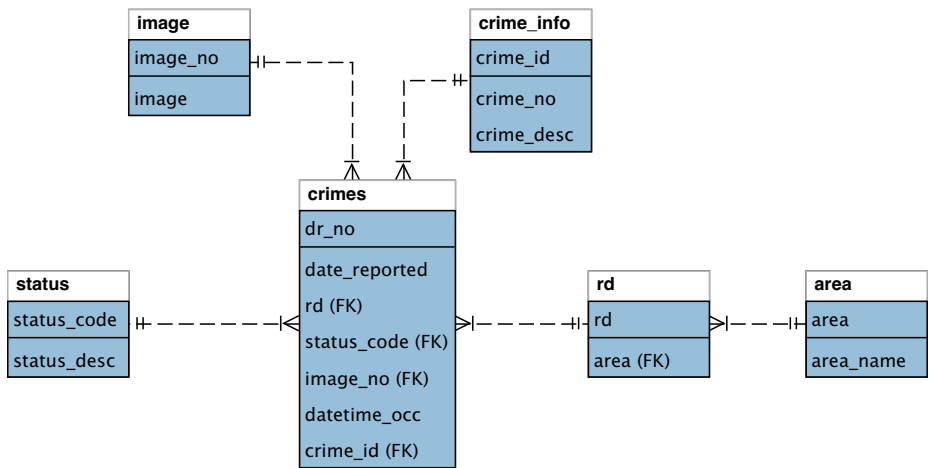 image
image_no
image
crime_info
crime_id
crime_no
crime_desc
crimes
dr_no
date_reported
rd (FK)
status_code (FK)
image_no (FK)
datetime_occ
crime_id (FK)
status
status_code
status_desc
rd
rd
area (FK)
area
area
area_name